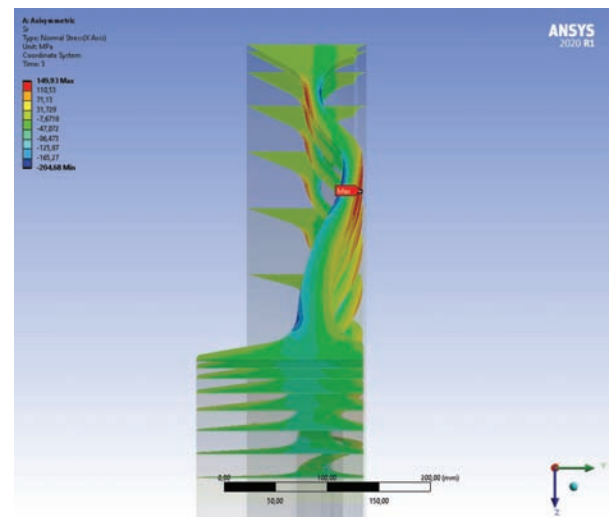 A: Axisymmetric
Sr
Type: Normal Stress(X Axis)
Unit: MPa
Coordinate System
Time: 3
149,93 Max
110,53
71,13
31,729
-7,6718
-47,072
-86,473
-125,87
-165,27
-204,68 Min
ANSYS
2020 R1
Max
0,00 100,00 200,00 (mm)
50,00 150,00
Y
Z